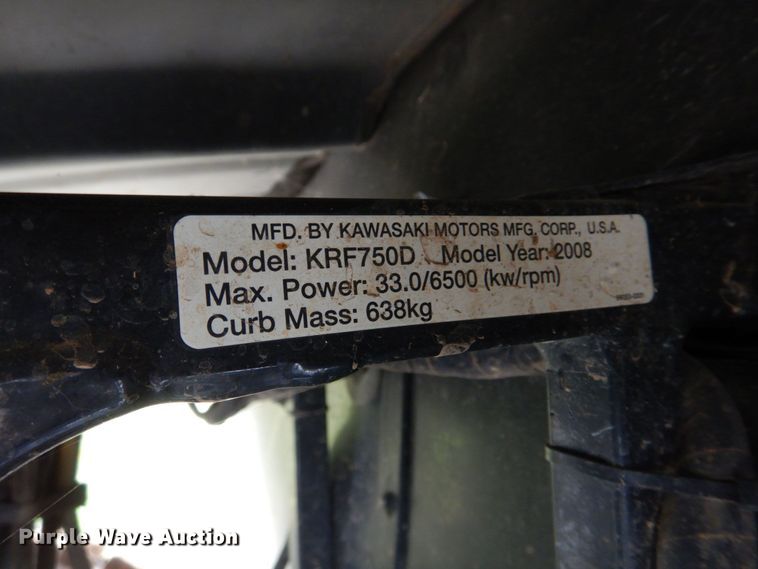 MFD. BY KAWASAKI MOTORS MFG. CORP., U.S.A.
Model: KRF750D Model Year: 2008
Max. Power: 33.0/6500 (kw/rpm)
Curb Mass: 638kg
Purple Wave Auction®